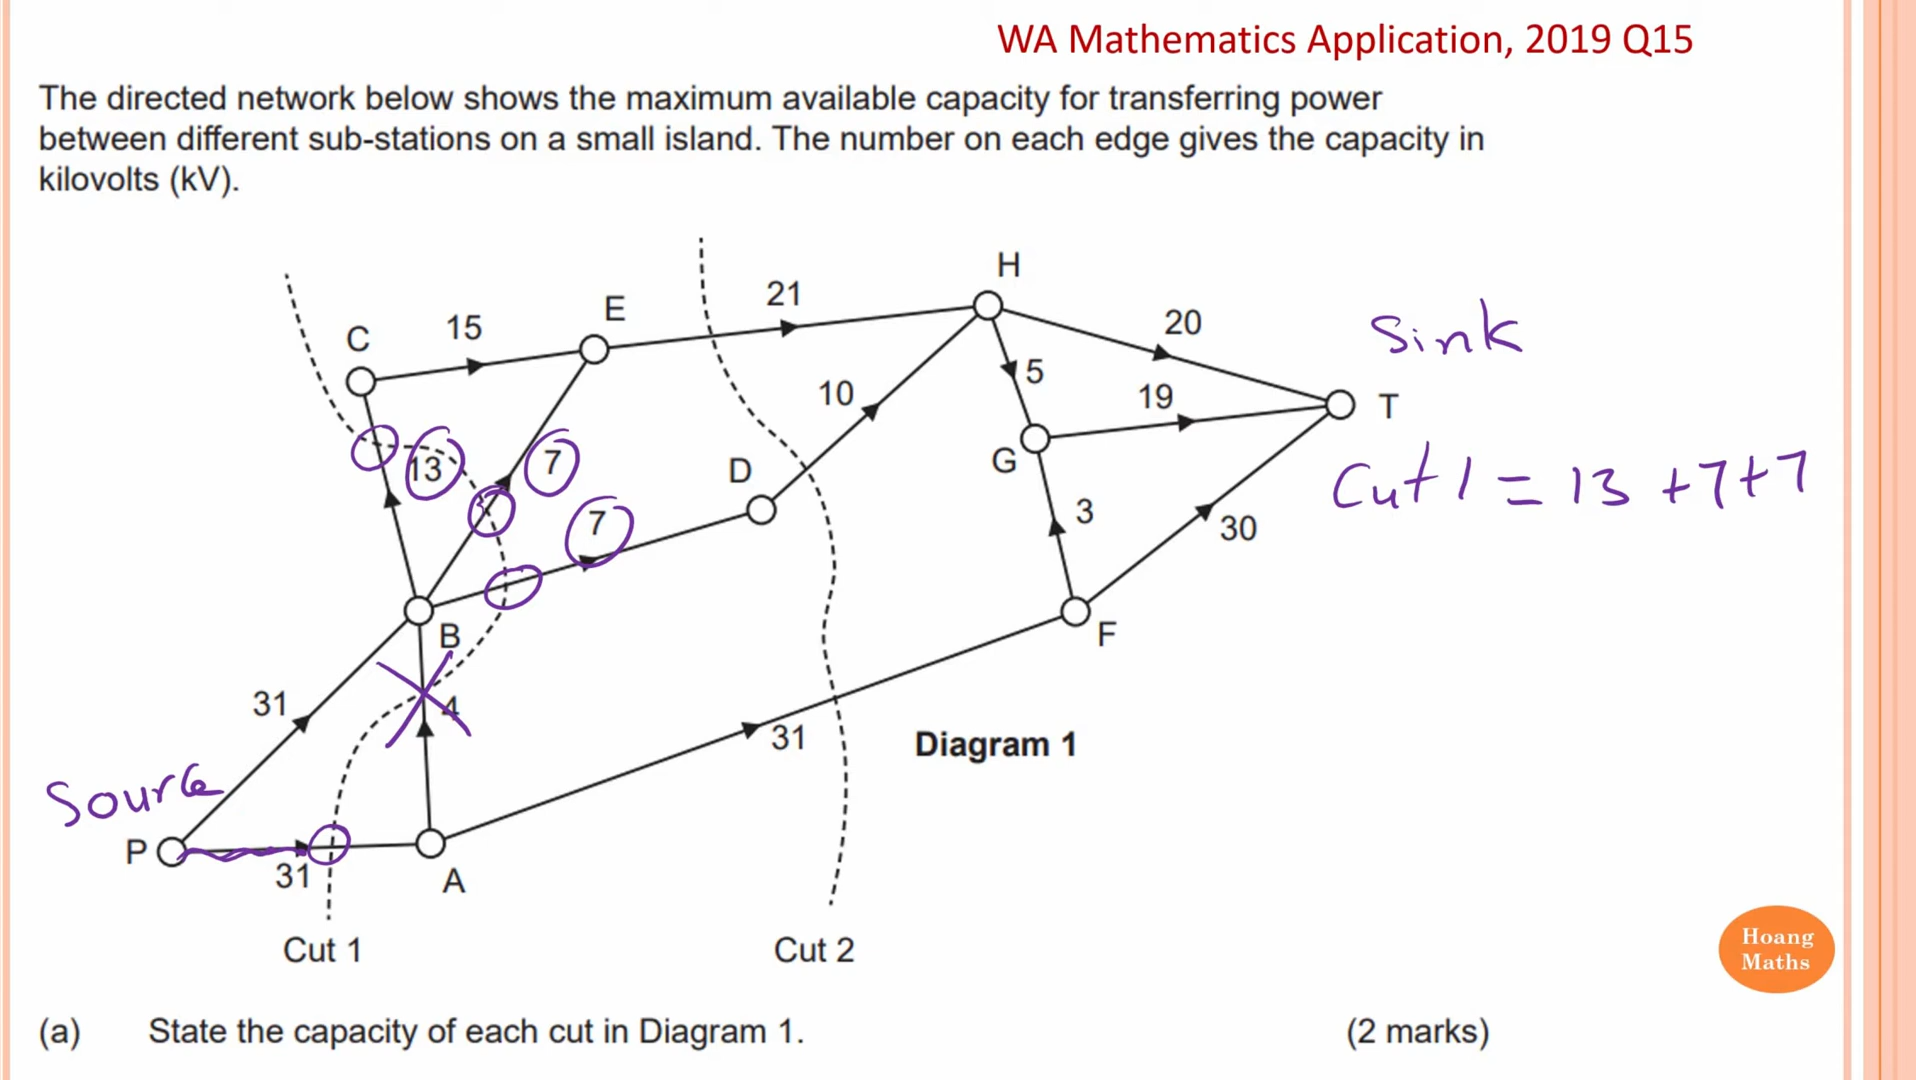 WA Mathematics Application, 2019 Q15
The directed network below shows the maximum available capacity for transferring power
between different sub-stations on a small island. The number on each edge gives the capacity in
kilovolts (kV).
H
21
E
20
Sink
15
C
5
10
19
T
13
7
D
G
Cut 1 = 13 + 7 + 7
7
3
30
B
F
31
4
31
Diagram 1
Source
P
31
A
Cut 1
Cut 2
Hoang
Maths
(a) State the capacity of each cut in Diagram 1. (2 marks)